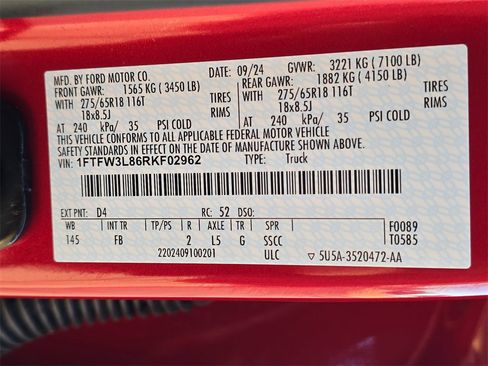 MFD. BY FORD MOTOR CO.
09/24 GVWR: 3221 KG ( 7100 LB)
FRONT GAWR: 1565 KG ( 3450 LB) REAR GAWR: 1882 KG ( 4150 LB)
WITH 275/65R18 116T TIRES WITH 275/65R18 116T TIRES
18x8.5J RIMS 18x8.5J RIMS
AT 240 kPa/ 35 PSI COLD AT 240 kPa/ 35 PSI COLD
THIS VEHICLE CONFORMS TO ALL APPLICABLE FEDERAL MOTOR VEHICLE
SAFETY STANDARDS IN EFFECT ON THE DATE OF MANUFACTURE SHOWN ABOVE.
VIN: 1FTFW3L86RKF02962 TYPE: Truck
EXT PNT: D4 RC: 52 DSO:
WB INT TR TP/PS R AXLE TR SPR F0089
145 FB 2 L5 G SSCC T0585
2202409100201 ULC 5U5A-3520472-AA